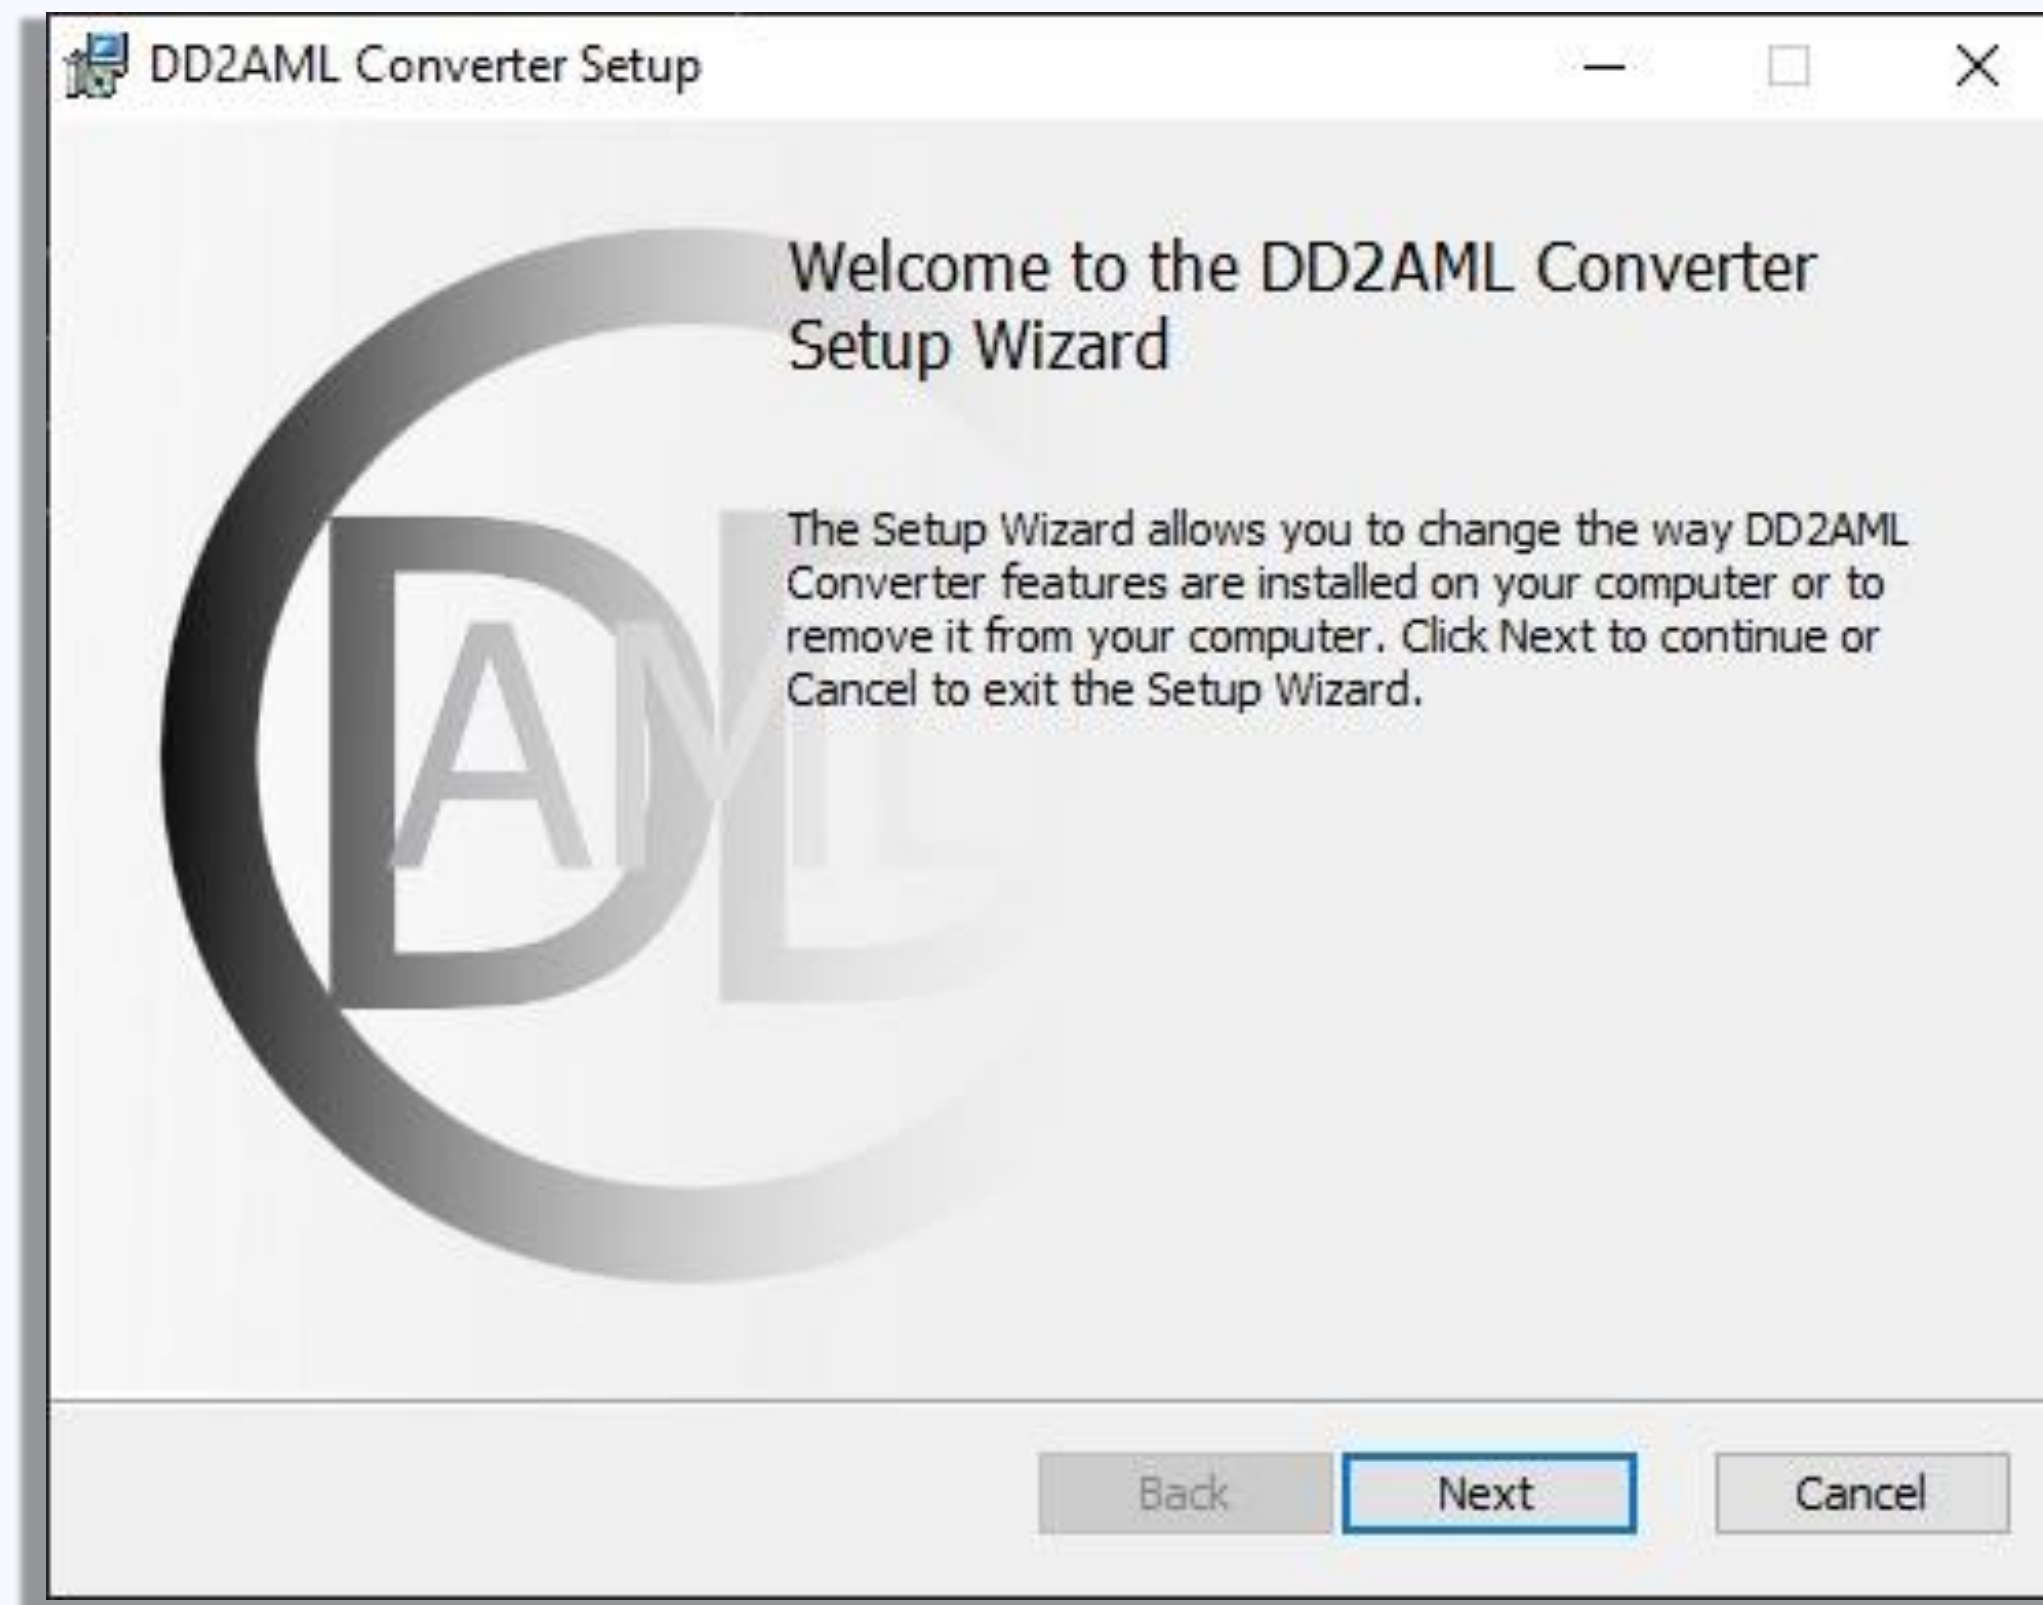 DD2AML Converter Setup
Welcome to the DD2AML Converter
Setup Wizard
The Setup Wizard allows you to change the way DD2AML
Converter features are installed on your computer or to
remove it from your computer. Click Next to continue or
Cancel to exit the Setup Wizard.
AML
Back
Next
Cancel